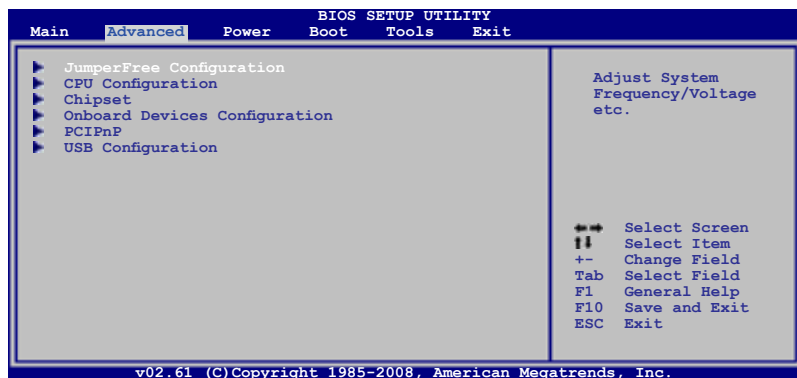 BIOS SETUP UTILITY
Main Advanced Power Boot Tools Exit
JumperFree Configuration
CPU Configuration
Chipset
Onboard Devices Configuration
PCIPnP
USB Configuration
Adjust System
Frequency/Voltage
etc.
Select Screen
Select Item
+- Change Field
Tab Select Field
F1 General Help
F10 Save and Exit
ESC Exit
v02.61 (C)Copyright 1985-2008, American Megatrends, Inc.